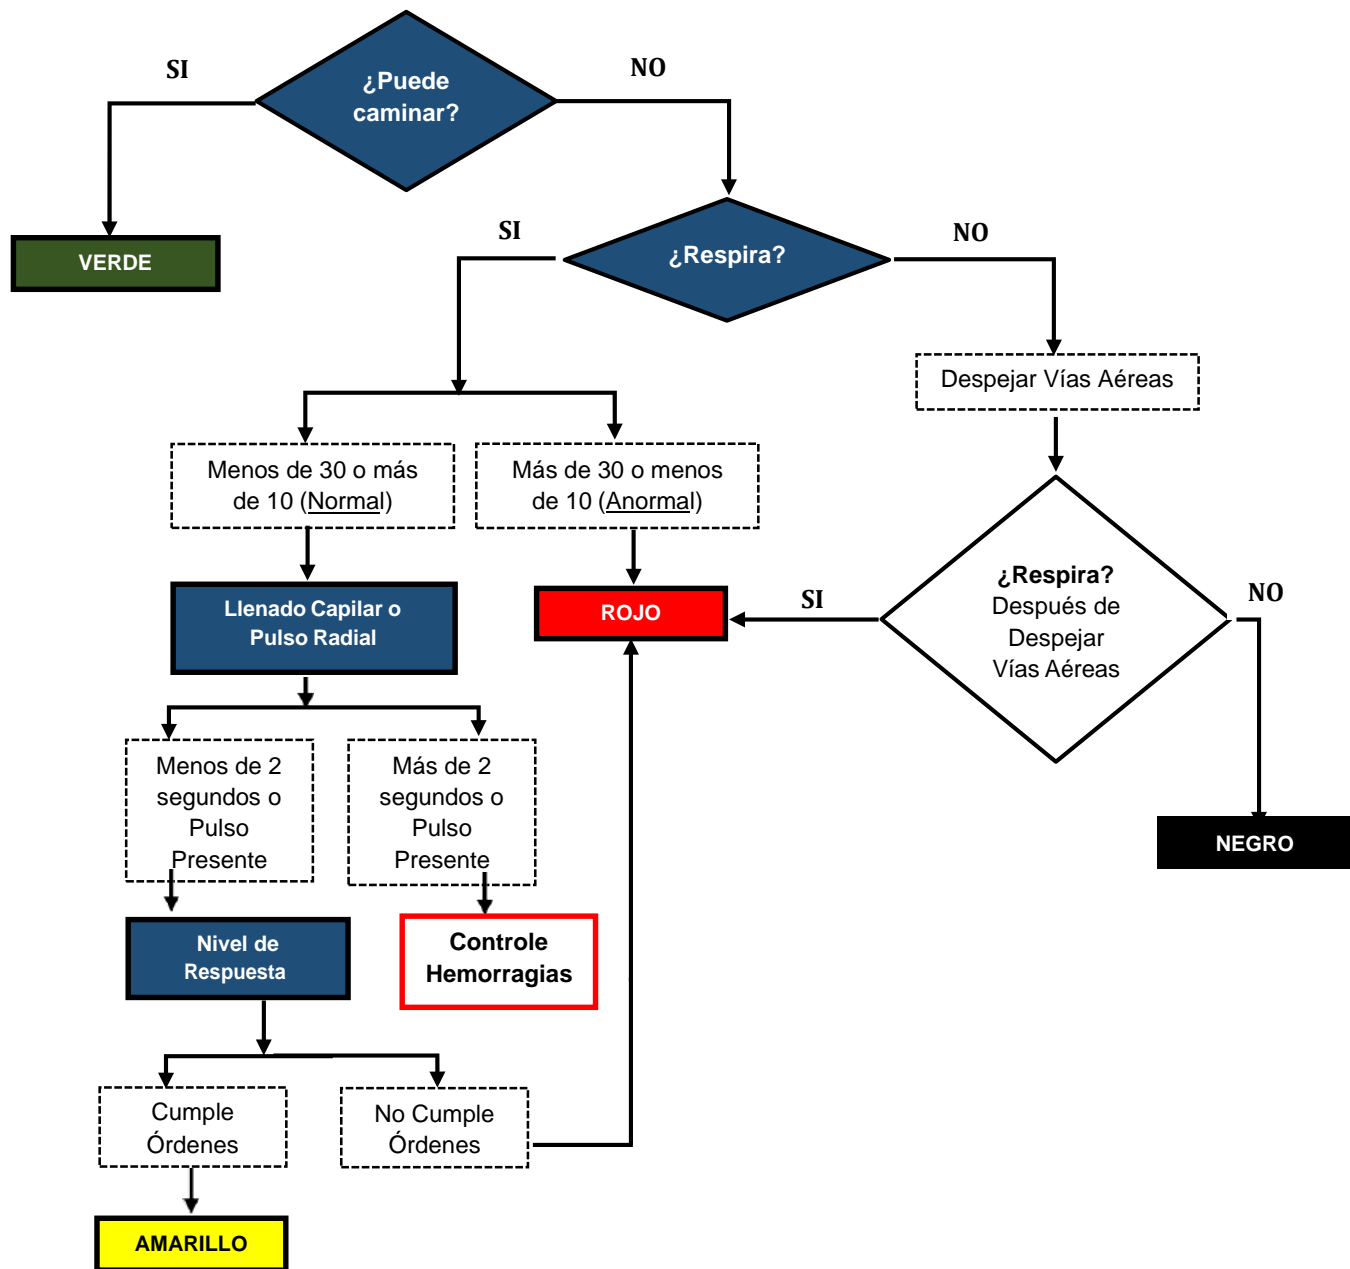 ¿Puede
caminar?
SI
NO
VERDE
¿Respira?
SI
NO
Despejar Vías Aéreas
Menos de 30 o más
de 10 (Normal)
Más de 30 o menos
de 10 (Anormal)
¿Respira?
Después de
Despejar
Vías Aéreas
SI
NO
Llenado Capilar o
Pulso Radial
ROJO
Menos de 2
segundos o
Pulso
Presente
Más de 2
segundos o
Pulso
Presente
NEGRO
Nivel de
Respuesta
Controle
Hemorragias
Cumple
Órdenes
No Cumple
Órdenes
AMARILLO